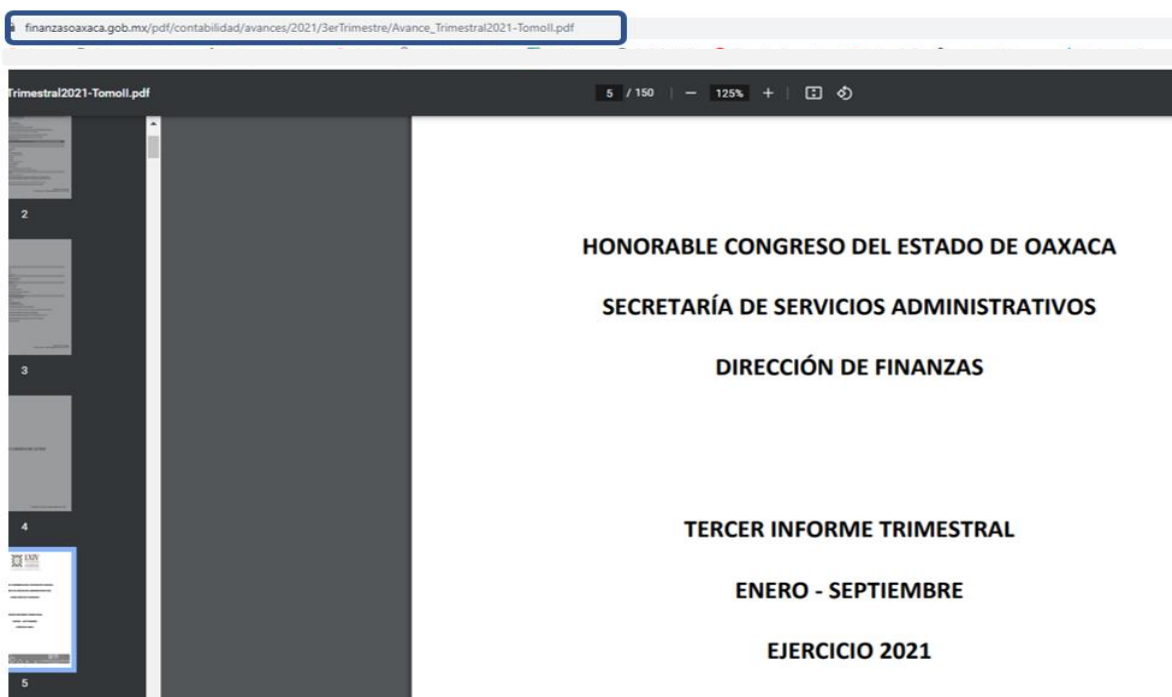 finanzasoaxaca.gob.mx/pdf/contabilidad/avances/2021/3erTrimestre/Avance_Trimestral2021-TomoII.pdf
Trimestral2021-TomoII.pdf
5 / 150 | − 125% + |
2
3
4
LXIV
5
HONORABLE CONGRESO DEL ESTADO DE OAXACA
SECRETARÍA DE SERVICIOS ADMINISTRATIVOS
DIRECCIÓN DE FINANZAS
TERCER INFORME TRIMESTRAL
ENERO - SEPTIEMBRE
EJERCICIO 2021